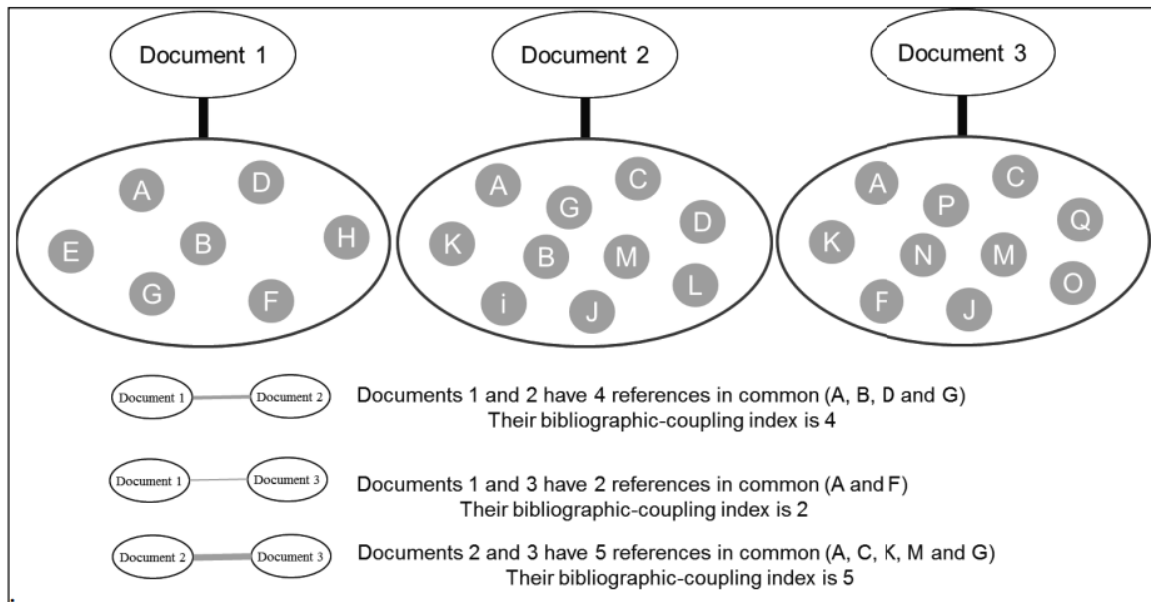 Document 1
Document 2
Document 3
A
D
E
B
H
G
F
A
C
G
D
K
B
M
L
i
J
A
C
P
Q
K
N
M
O
F
J
Document 1
Document 2
Documents 1 and 2 have 4 references in common (A, B, D and G)
Their bibliographic-coupling index is 4
Document 1
Document 3
Documents 1 and 3 have 2 references in common (A and F)
Their bibliographic-coupling index is 2
Document 2
Document 3
Documents 2 and 3 have 5 references in common (A, C, K, M and G)
Their bibliographic-coupling index is 5